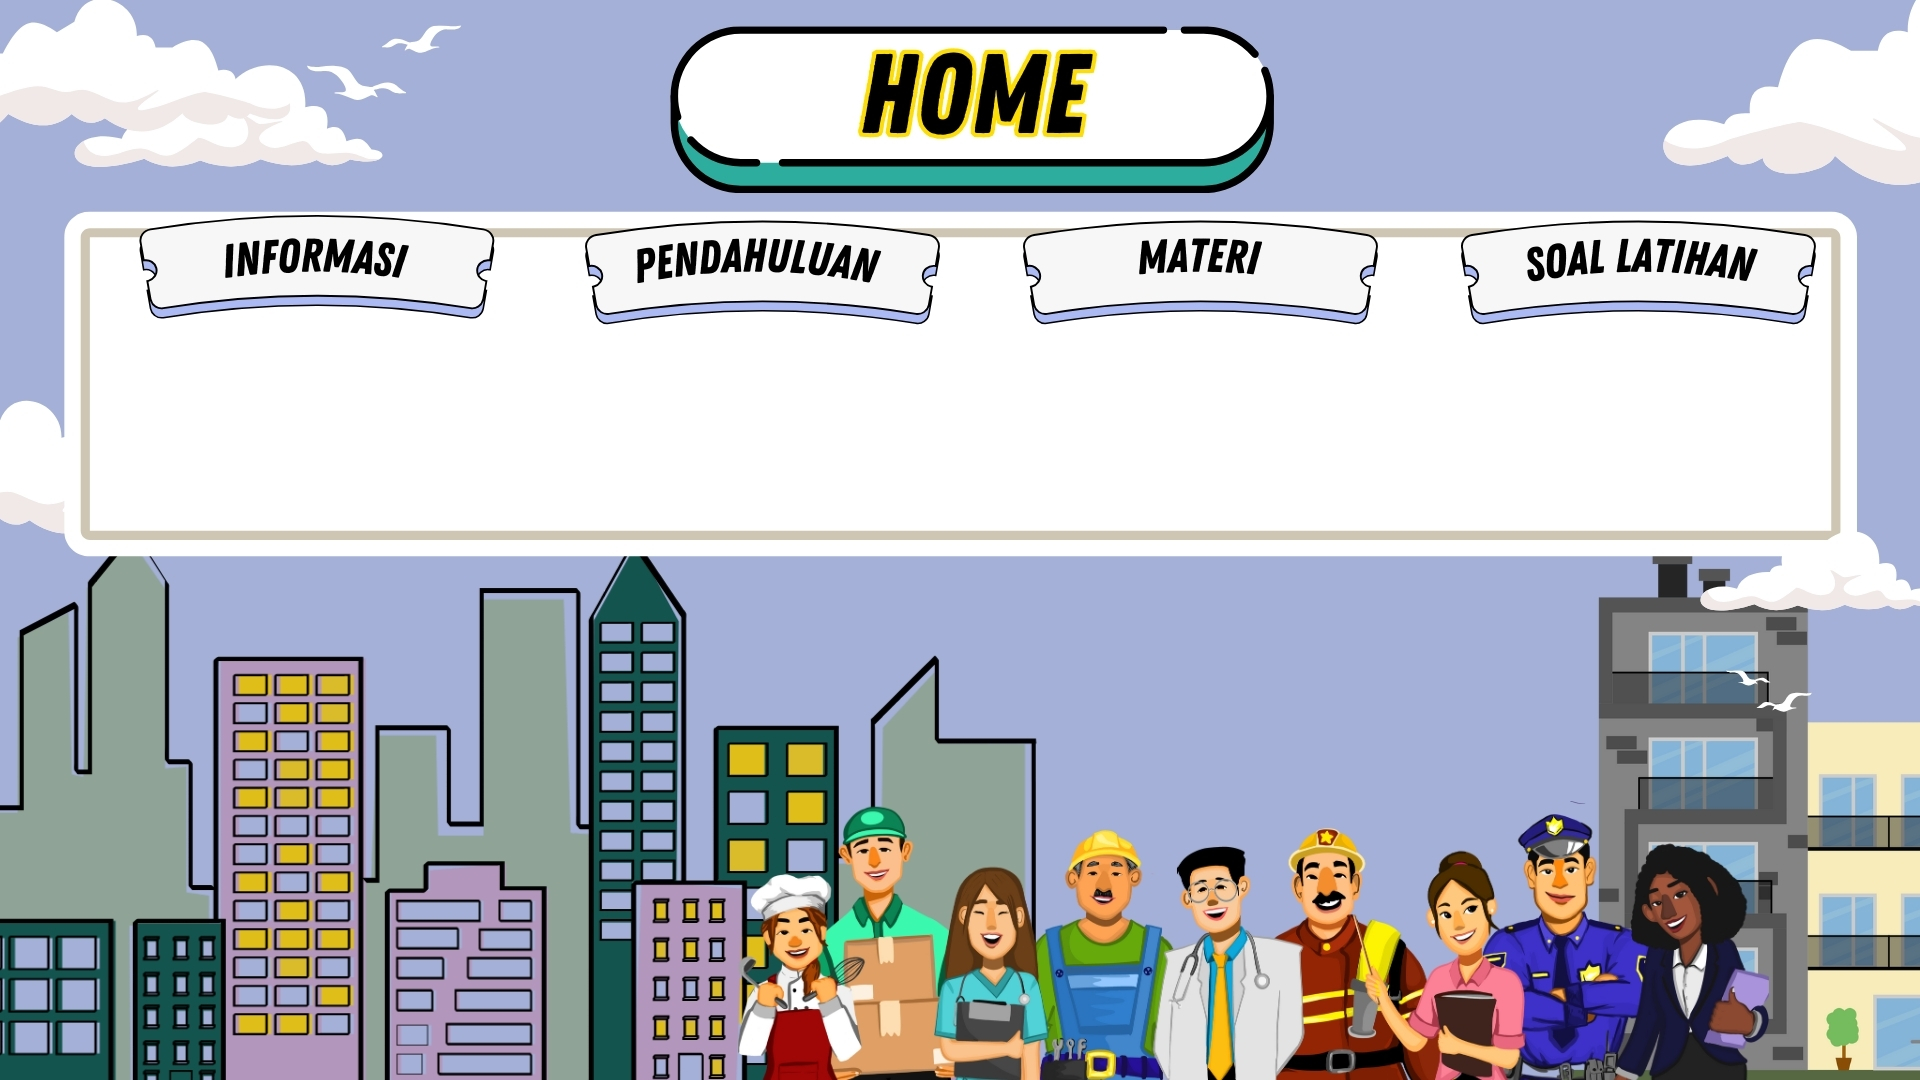 HOME
INFORMASI
PENDAHULUAN
MATERI
SOAL LATIHAN